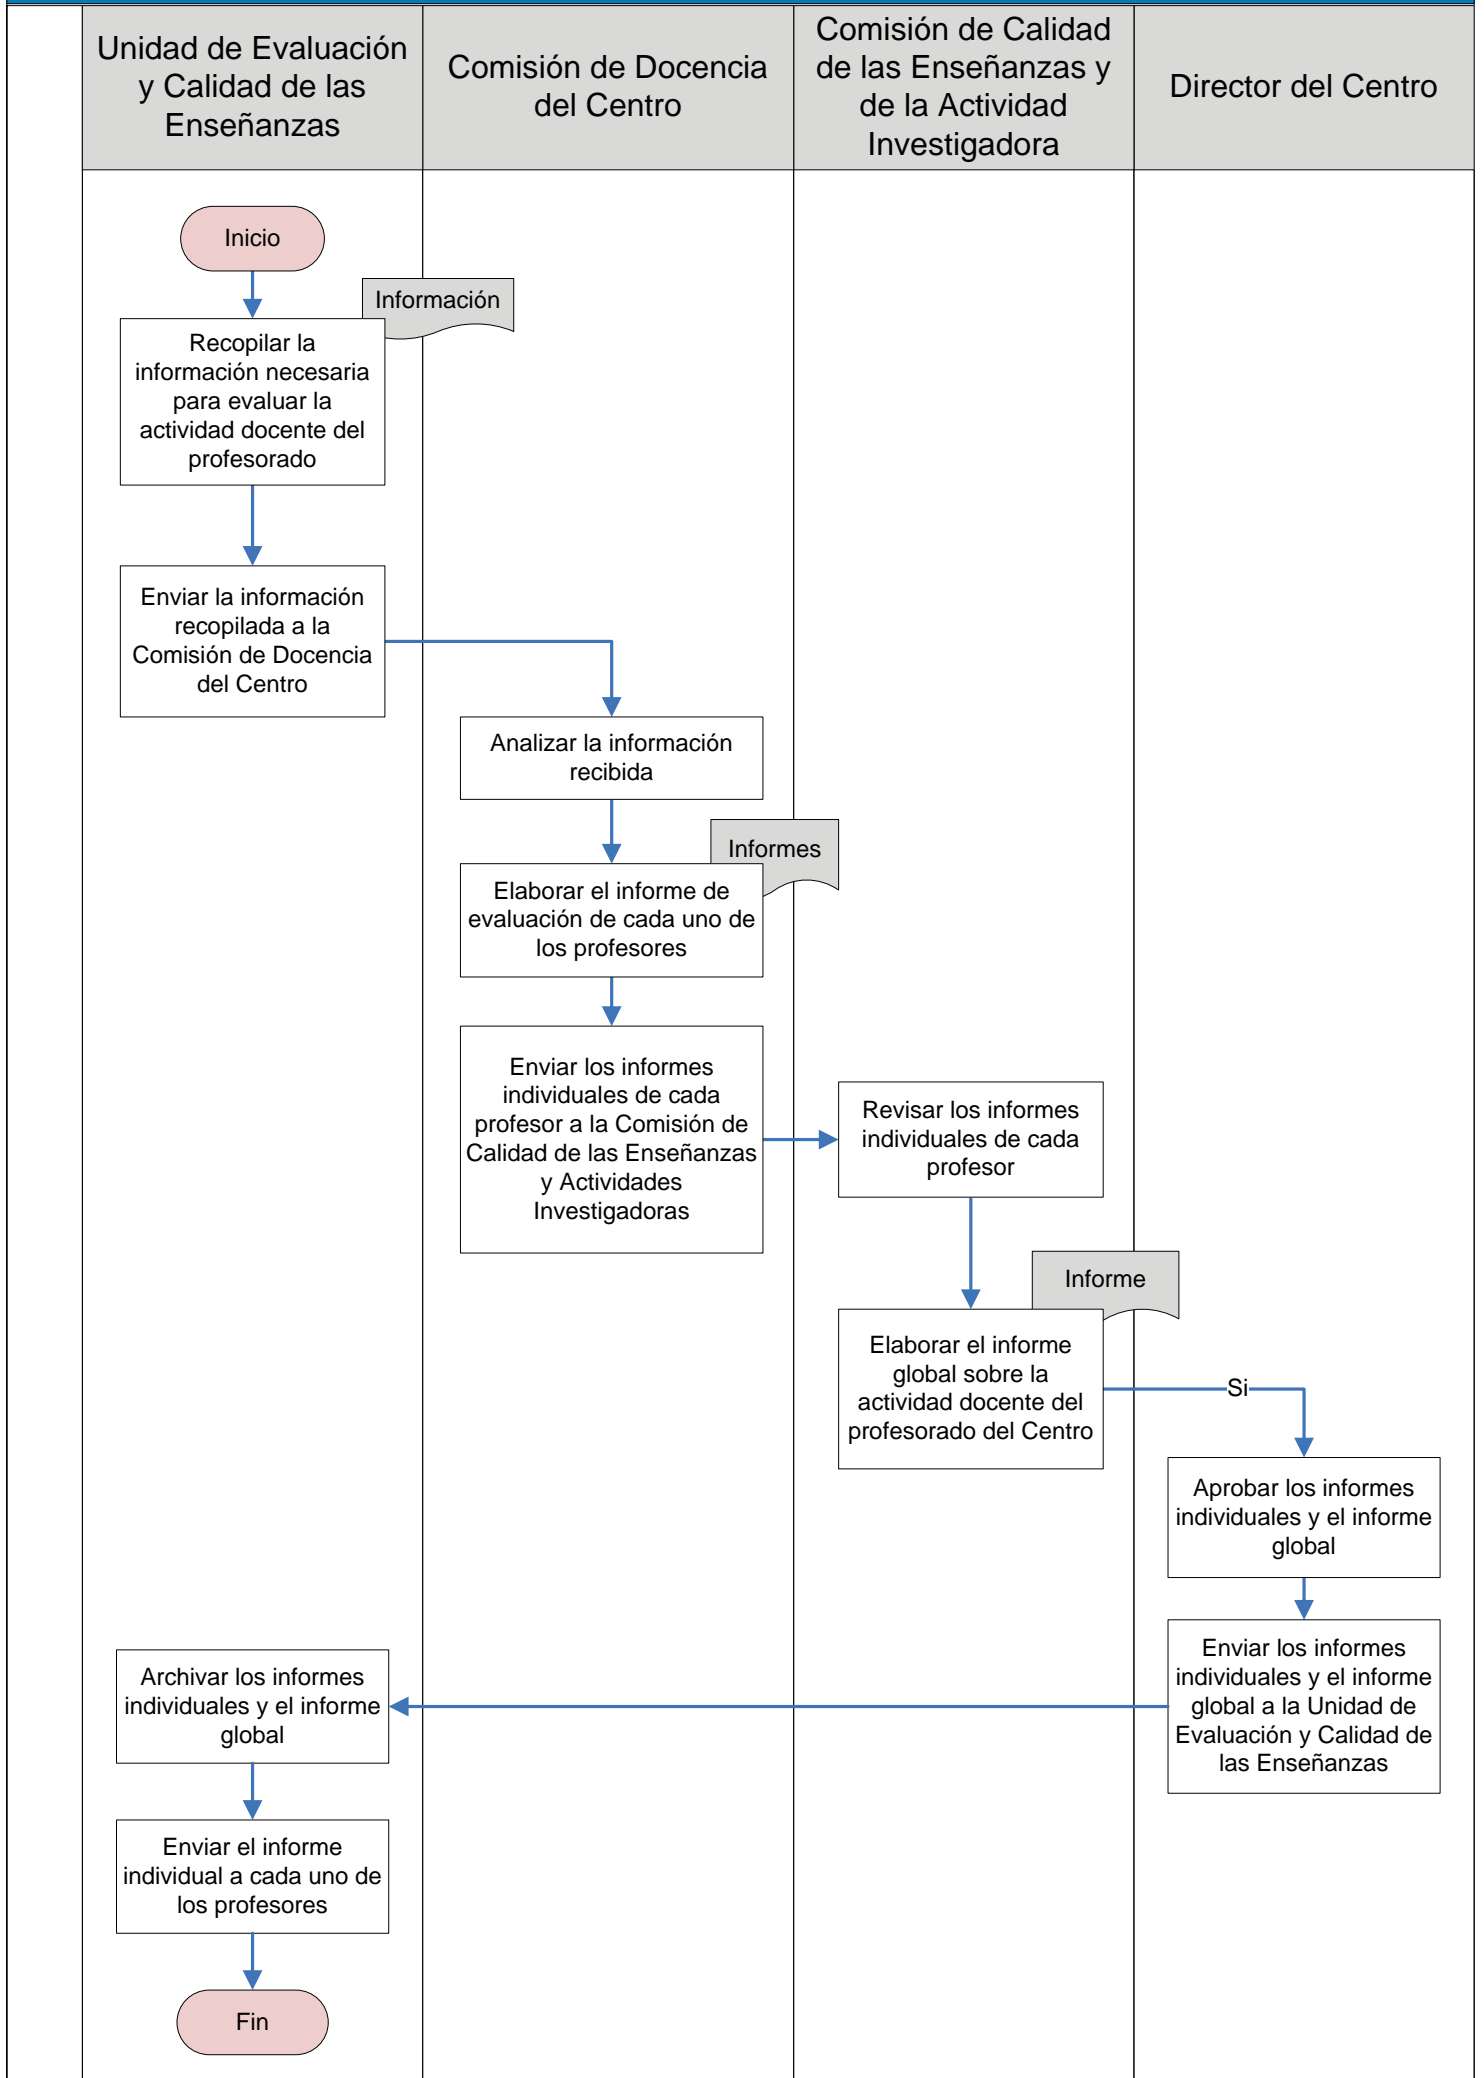 Unidad de Evaluación
y Calidad de las
Enseñanzas
Comisión de Docencia
del Centro
Comisión de Calidad
de las Enseñanzas y
de la Actividad
Investigadora
Director del Centro
Inicio
Información
Recopilar la
información necesaria
para evaluar la
actividad docente del
profesorado
Enviar la información
recopilada a la
Comisión de Docencia
del Centro
Analizar la información
recibida
Informes
Elaborar el informe de
evaluación de cada uno de
los profesores
Enviar los informes
individuales de cada
profesor a la Comisión de
Calidad de las Enseñanzas
y Actividades
Investigadoras
Revisar los informes
individuales de cada
profesor
Informe
Elaborar el informe
global sobre la
actividad docente del
profesorado del Centro
Si
Aprobar los informes
individuales y el informe
global
Enviar los informes
individuales y el informe
global a la Unidad de
Evaluación y Calidad de
las Enseñanzas
Archivar los informes
individuales y el informe
global
Enviar el informe
individual a cada uno de
los profesores
Fin